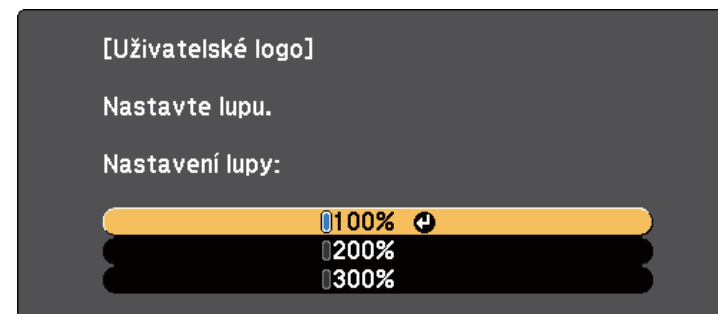 [Uživatelské logo]
Nastavte lupu.
Nastavení lupy:
100%
200%
300%